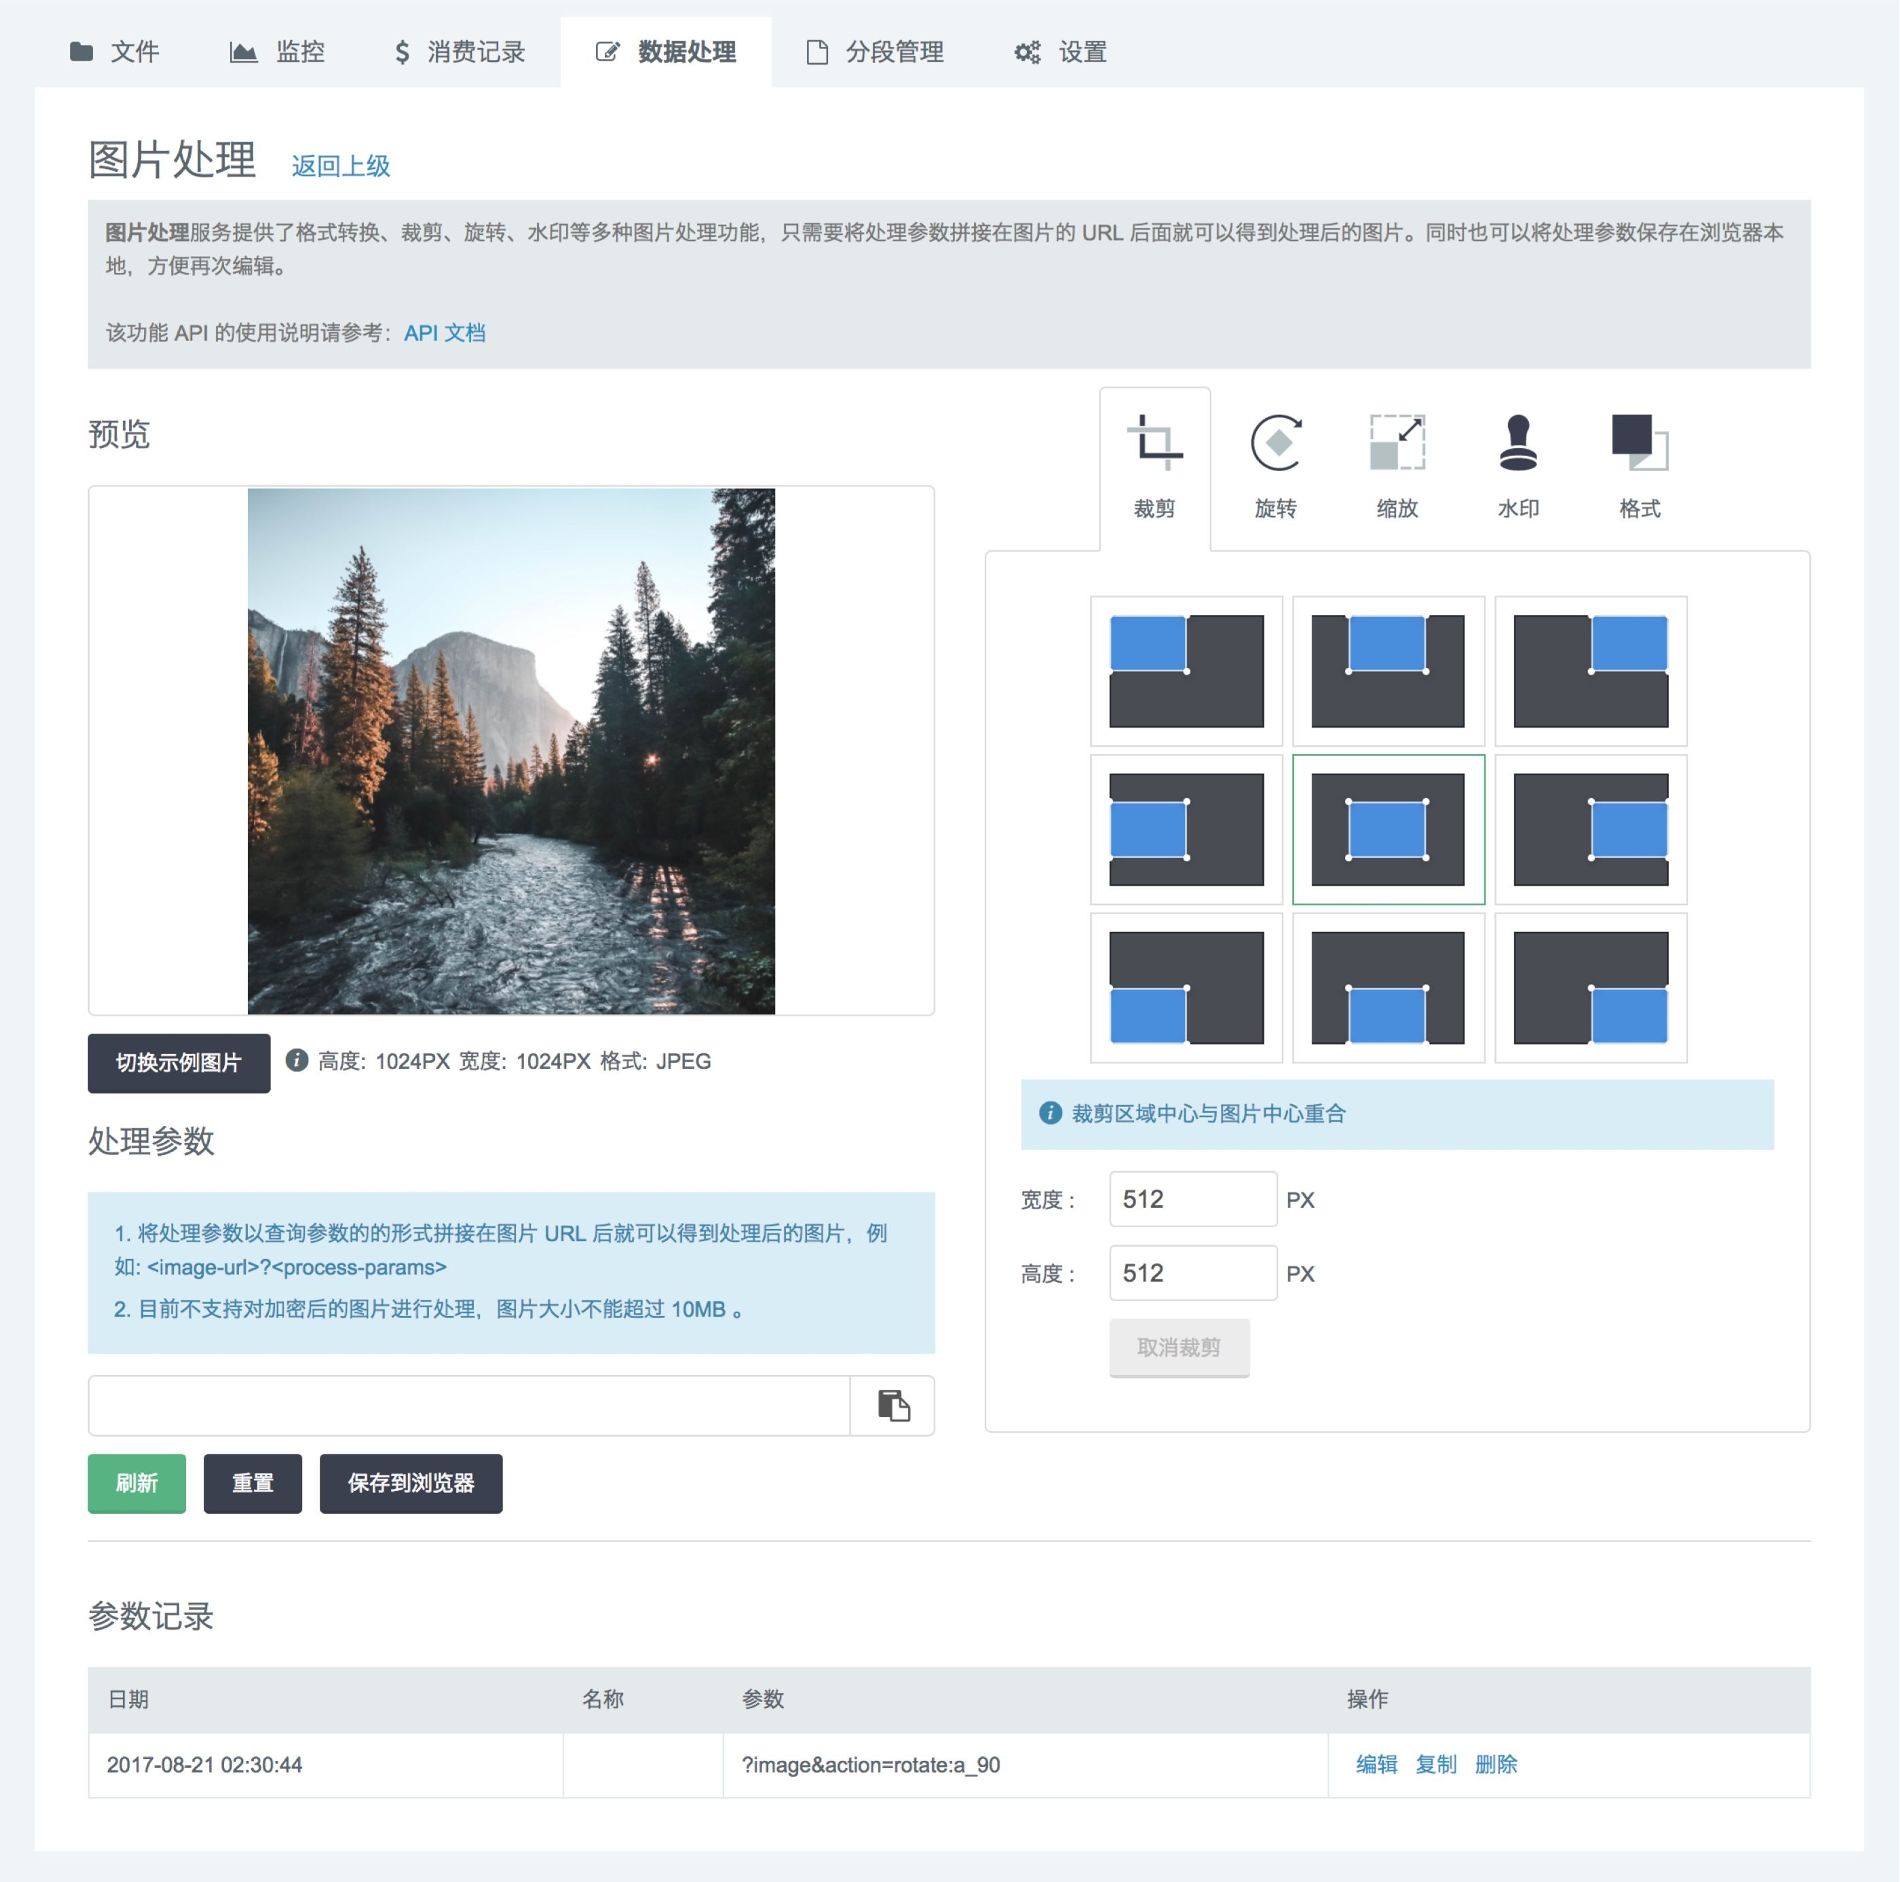 文件 监控 $ 消费记录 数据处理 分段管理 设置
图片处理 返回上级
图片处理服务提供了格式转换、裁剪、旋转、水印等多种图片处理功能，只需要将处理参数拼接在图片的 URL 后面就可以得到处理后的图片。同时也可以将处理参数保存在浏览器本
地，方便再次编辑。
该功能 API 的使用说明请参考：API 文档
预览
裁剪 旋转 缩放 水印 格式
切换示例图片 高度: 1024PX 宽度: 1024PX 格式: JPEG
处理参数
1. 将处理参数以查询参数的的形式拼接在图片 URL 后就可以得到处理后的图片，例
如: <image-url>?<process-params>
2. 目前不支持对加密后的图片进行处理，图片大小不能超过 10MB 。
刷新 重置 保存到浏览器
裁剪区域中心与图片中心重合
宽度： 512 PX
高度： 512 PX
取消裁剪
参数记录
日期 名称 参数 操作
2017-08-21 02:30:44 ?image&action=rotate:a_90 编辑 复制 删除